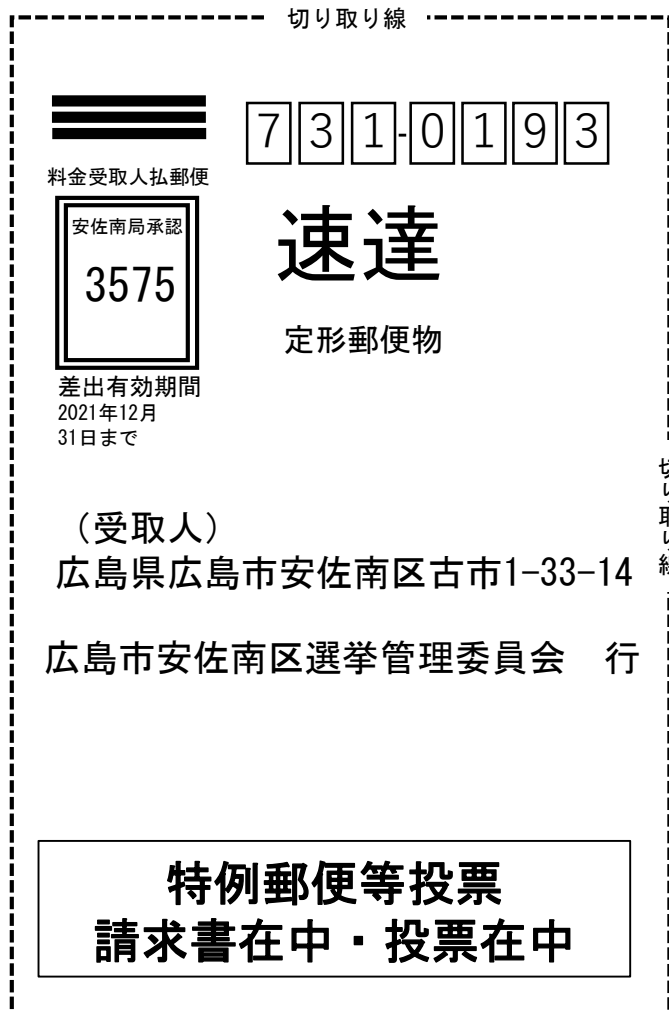 切り取り線
731-0193
料金受取人払郵便
安佐南局承認
3575
速達
定形郵便物
差出有効期間
2021年12月
31日まで
切り取り線
（受取人）
広島県広島市安佐南区古市1-33-14
広島市安佐南区選挙管理委員会　行
特例郵便等投票
請求書在中・投票在中